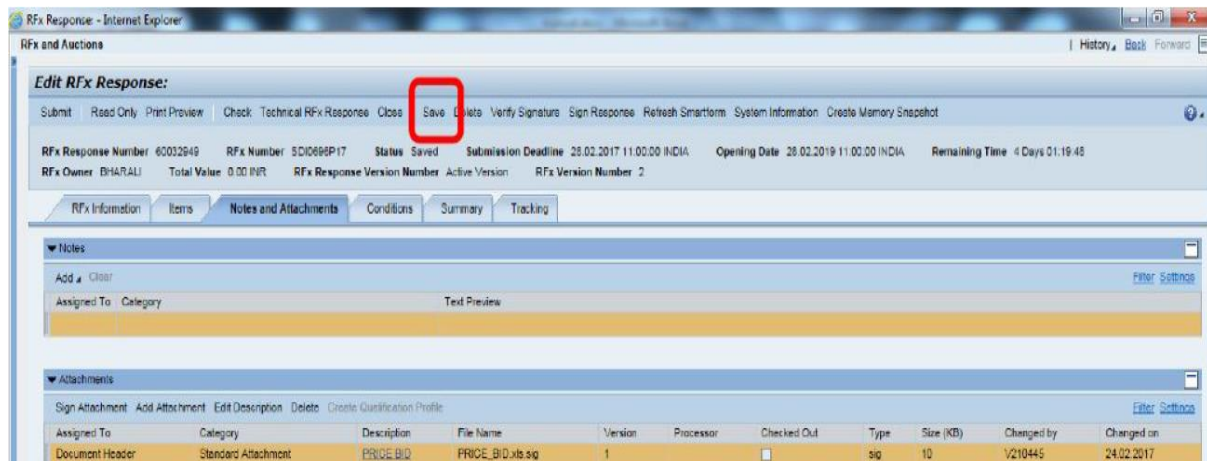 RFx Response - Internet Explorer
RFx and Auctions History Back Forward
Edit RFx Response:
Submit Read Only Print Preview Check Technical RFx Response Close Save Delete Verify Signature Sign Response Refresh Smartform System Information Create Memory Snapshot
RFx Response Number 60032949 RFx Number SDI0698P17 Status Saved Submission Deadline 28.02.2017 11:00:00 INDIA Opening Date 28.02.2019 11:00:00 INDIA Remaining Time 4 Days 01:19:48
RFx Owner BHARALI Total Value 0.00 INR RFx Response Version Number Active Version RFx Version Number 2
RFx Information Items Notes and Attachments Conditions Summary Tracking
Notes
Add Clear Filter Settings
Assigned To Category Text Preview
Attachments
Sign Attachment Add Attachment Edit Description Delete Create Qualification Profile Filter Settings
Assigned To Category Description File Name Version Processor Checked Out Type Size (KB) Changed by Changed on
Document Header Standard Attachment PRICE BID PRICE_BID.xls.sig 1 sig 10 V210445 24.02.2017